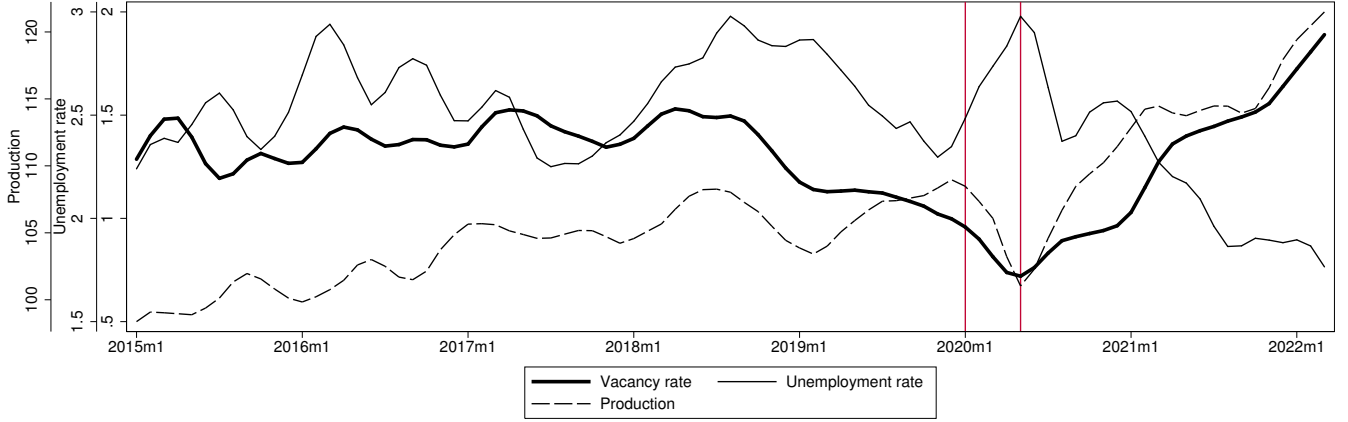 Production
100
105
110
115
120
Unemployment rate
1.5
2
2.5
3
.5
1
1.5
2
2015m1 2016m1 2017m1 2018m1 2019m1 2020m1 2021m1 2022m1
Vacancy rate Unemployment rate
Production